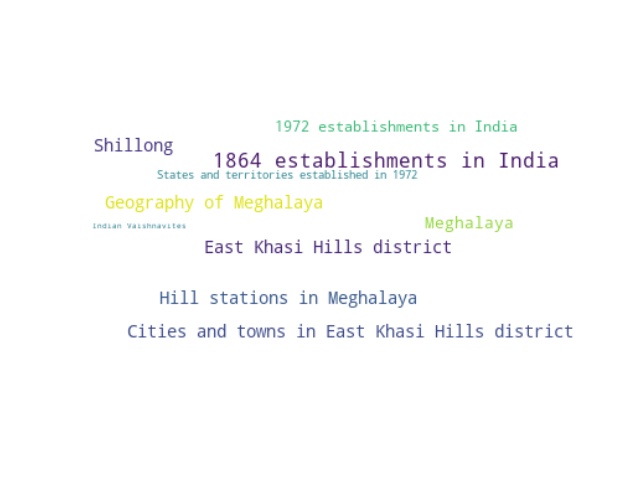 1972 establishments in India
Shillong
1864 establishments in India
States and territories established in 1972
Geography of Meghalaya
Meghalaya
Indian Vaishnavites
East Khasi Hills district
Hill stations in Meghalaya
Cities and towns in East Khasi Hills district